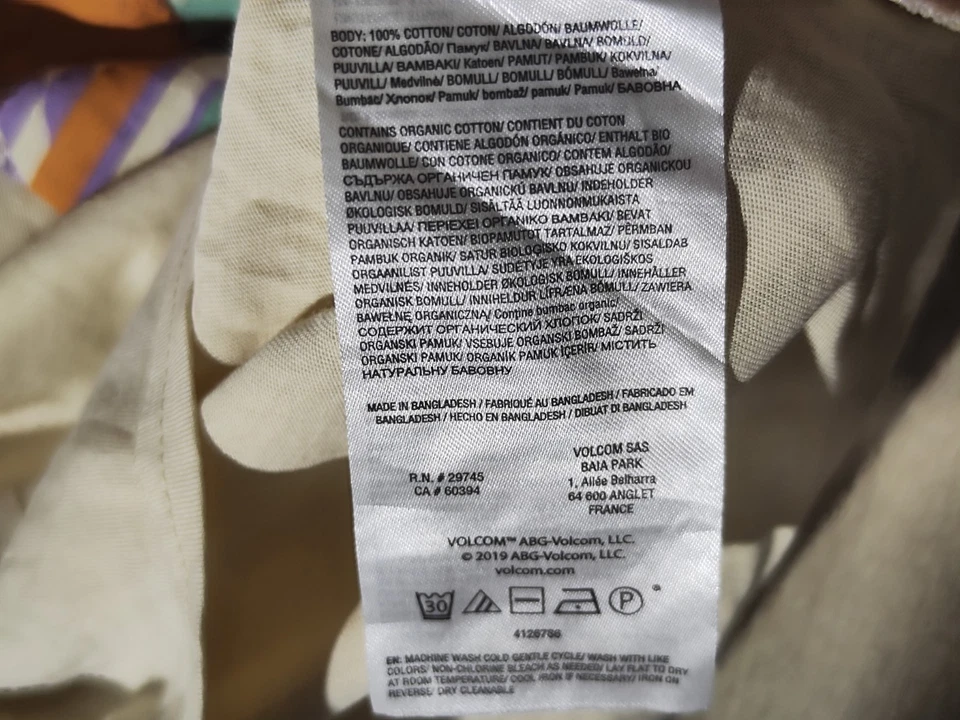 BODY: 100% COTTON/ COTON/ ALGODÓN/ BAUMWOLLE/
COTONE/ ALGODÃO/ Памук/ BAVLNA/ BAVLNA/ BOMULD/
PUUVILLA/ BAMBAKI/ Katoen/ PAMUT/ PAMBUK/ KOKVILNA/
PUUVILL/ Medvilnė/ BOMULL/ BOMULL/ BÓMULL/ Bawełna/
Bumbac/ Хлопок/ Pamuk/ bombaž/ pamuk/ Pamuk/ БАВОВНА
CONTAINS ORGANIC COTTON/ CONTIENT DU COTON
ORGANIQUE/ CONTIENE ALGODÓN ORGÁNICO/ ENTHALT BIO
BAUMWOLLE/ CON COTONE ORGANICO/ CONTÉM ALGODÃO/
СЪДЪРЖА ОРГАНИЧЕН ПАМУК/ OBSAHUJE ORGANICKOU
BAVLNU/ OBSAHUJE ORGANICKÚ BAVLNU/ INDEHOLDER
ØKOLOGISK BOMULD/ SISÄLTÄÄ LUONNONMUKAISTA
PUUVILLAA/ ΠΕΡΙΕΧΕΙ ΟΡΓΑΝΙΚΟ ΒΑΜΒΑΚΙ/ BEVAT
ORGANISCH KATOEN/ BIOPAMUTOT TARTALMAZ/ PËRMBAN
PAMBUK ORGANIK/ SATUR BIOLOĢISKO KOKVILNU/ SISALDAB
ORGAANILIST PUUVILLA/ SUDĖTYJE YRA EKOLOGIŠKOS
MEDVILNĖS/ INNEHOLDER ØKOLOGISK BOMULL/ INNEHÅLLER
ORGANISK BOMULL/ INNIHELDUR LÍFRÆNA BÓMULL/ ZAWIERA
BAWEŁNĘ ORGANICZNĄ/ Conține bumbac organic/
СОДЕРЖИТ ОРГАНИЧЕСКИЙ ХЛОПОК/ SADRŽI
ORGANSKI PAMUK/ VSEBUJE ORGANSKI BOMBAŽ/ SADRŽI
ORGANSKI PAMUK/ ORGANİK PAMUK İÇERİR/ МІСТИТЬ
НАТУРАЛЬНУ БАВОВНУ
MADE IN BANGLADESH / FABRIQUÉ AU BANGLADESH / FABRICADO EM
BANGLADESH / HECHO EN BANGLADESH / DIBUAT DI BANGLADESH
R.N. # 29745
CA # 60394
VOLCOM SAS
BAIA PARK
1, Allée Belharra
64 600 ANGLET
FRANCE
VOLCOM™ ABG-Volcom, LLC.
© 2019 ABG-Volcom, LLC.
volcom.com
30 P
4126786
EN: MACHINE WASH COLD GENTLE CYCLE/ WASH WITH LIKE
COLORS/ NON-CHLORINE BLEACH AS NEEDED/ LAY FLAT TO DRY
AT ROOM TEMPERATURE/ COOL IRON IF NECESSARY/ IRON ON
REVERSE/ DRY CLEANABLE